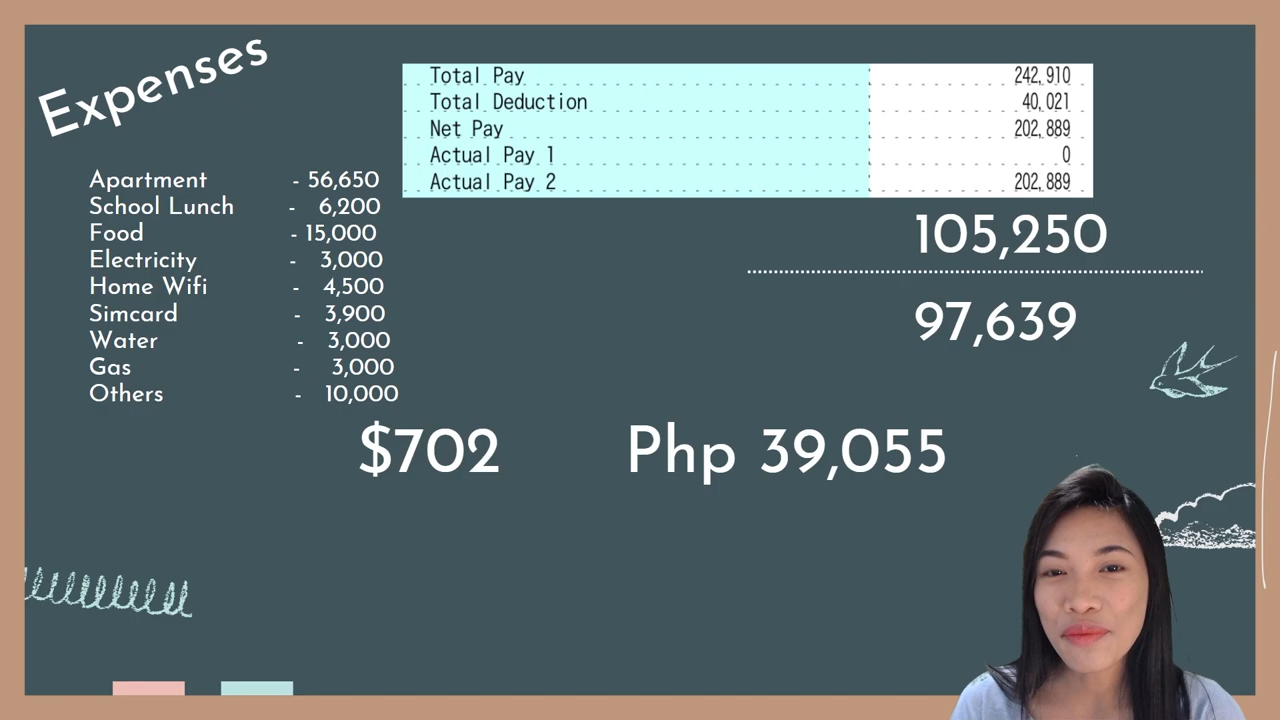 Expenses
Total Pay 242,910
Total Deduction 40,021
Net Pay 202,889
Actual Pay 1 0
Actual Pay 2 202,889
Apartment - 56,650
School Lunch - 6,200
Food - 15,000
Electricity - 3,000
Home Wifi - 4,500
Simcard - 3,900
Water - 3,000
Gas - 3,000
Others - 10,000
105,250
97,639
$702 Php 39,055